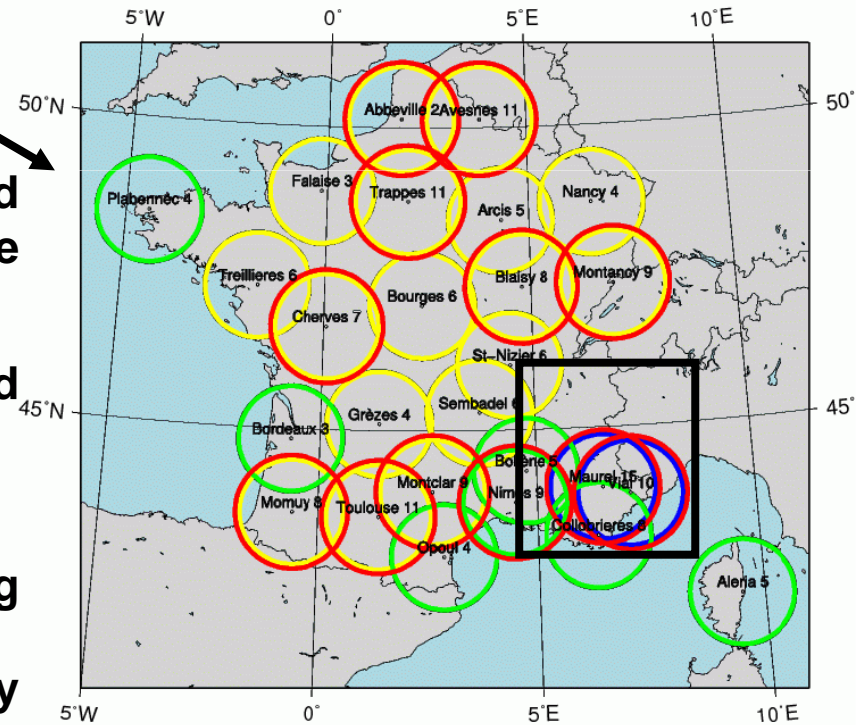 5°W 0° 5°E 10°E
50°N
50°
Abbeville 2
Avesnes 11
d
Falaise 3
Trappes 11
Nancy 4
Plabennec 4
Arcis 5
e
Treillieres 6
Blaisy 8
Montancy 9
Bourges 6
Cherves 7
St-Nizier 6
d
45°N
45°
Sembadel 6
Grèzes 4
Bordeaux 3
Bollène 5
Montclar 9
Maurel 15
Vial 10
Nimes 9
Momuy 8
Toulouse 11
Collobrieres 8
Opoul 4
Aleria 5
g
y
5°W 0° 5°E 10°E